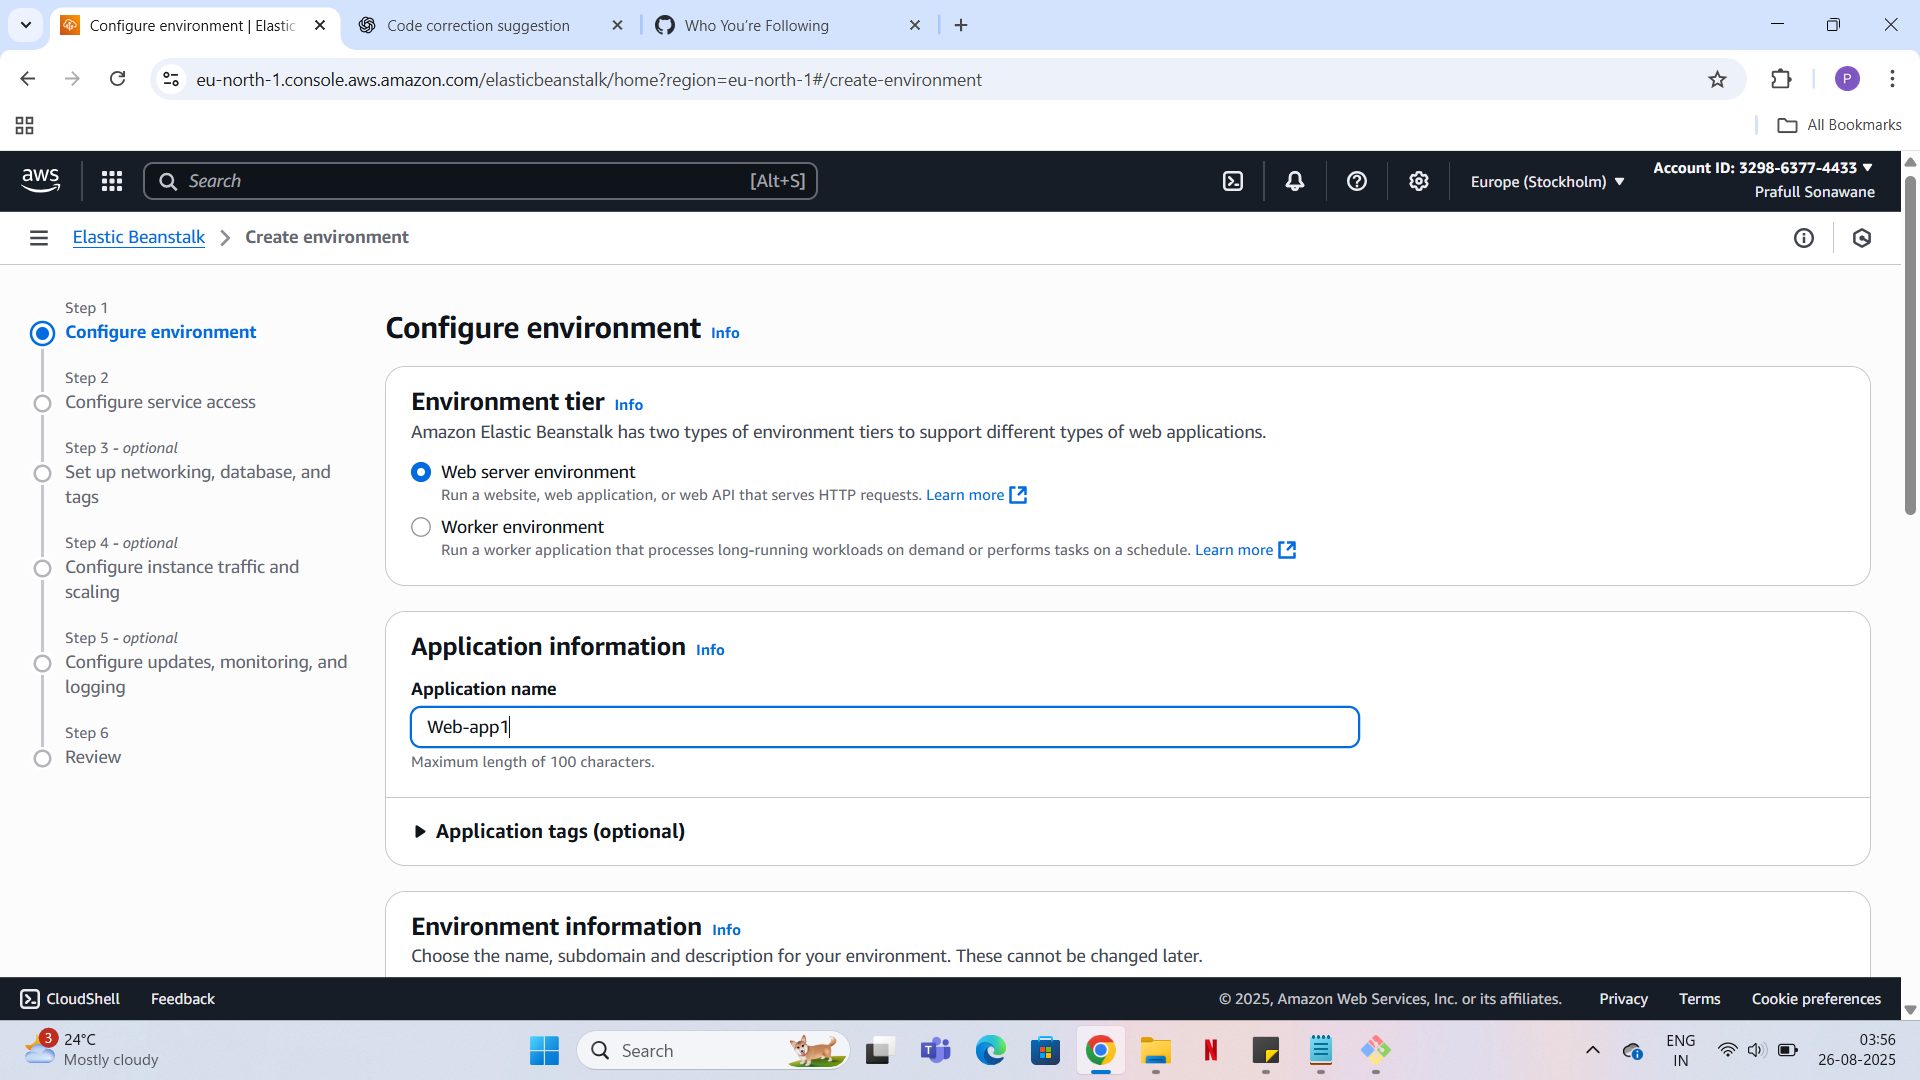 Configure environment | Elastic
Code correction suggestion
Who You're Following
eu-north-1.console.aws.amazon.com/elasticbeanstalk/home?region=eu-north-1#/create-environment
P
All Bookmarks
aws
Search
[Alt+S]
Europe (Stockholm)
Account ID: 3298-6377-4433
Prafull Sonawane
Elastic Beanstalk
Create environment
Step 1
Configure environment
Step 2
Configure service access
Step 3 - optional
Set up networking, database, and
tags
Step 4 - optional
Configure instance traffic and
scaling
Step 5 - optional
Configure updates, monitoring, and
logging
Step 6
Review
Configure environment Info
Environment tier Info
Amazon Elastic Beanstalk has two types of environment tiers to support different types of web applications.
Web server environment
Run a website, web application, or web API that serves HTTP requests. Learn more
Worker environment
Run a worker application that processes long-running workloads on demand or performs tasks on a schedule. Learn more
Application information Info
Application name
Web-app1
Maximum length of 100 characters.
Application tags (optional)
Environment information Info
Choose the name, subdomain and description for your environment. These cannot be changed later.
CloudShell
Feedback
© 2025, Amazon Web Services, Inc. or its affiliates.
Privacy
Terms
Cookie preferences
3
24°C
Mostly cloudy
Search
N
ENG
IN
03:56
26-08-2025